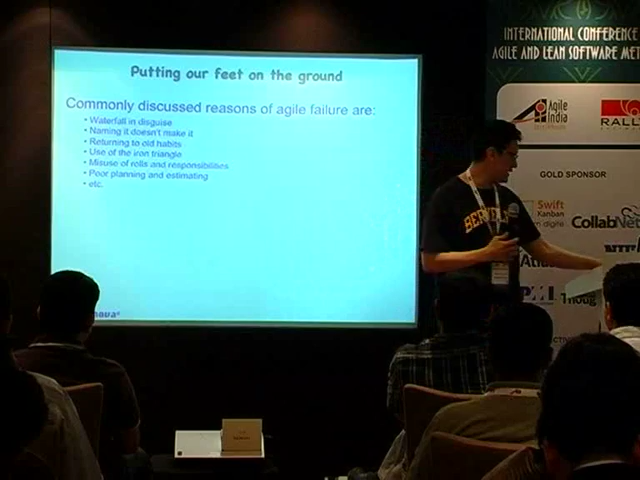 Putting our feet on the ground
Commonly discussed reasons of agile failure are:
• Waterfall in disguise
• Naming it doesn't make it
• Returning to old habits
• Use of the iron triangle
• Misuse of rolls and responsibilities
• Poor planning and estimating
• etc.
INTERNATIONAL CONFERENCE
AGILE AND LEAN SOFTWARE MET
Agile
India
RALL
GOLD SPONSOR
Swift
Kanban
CollabNet
Atlas
Thoug